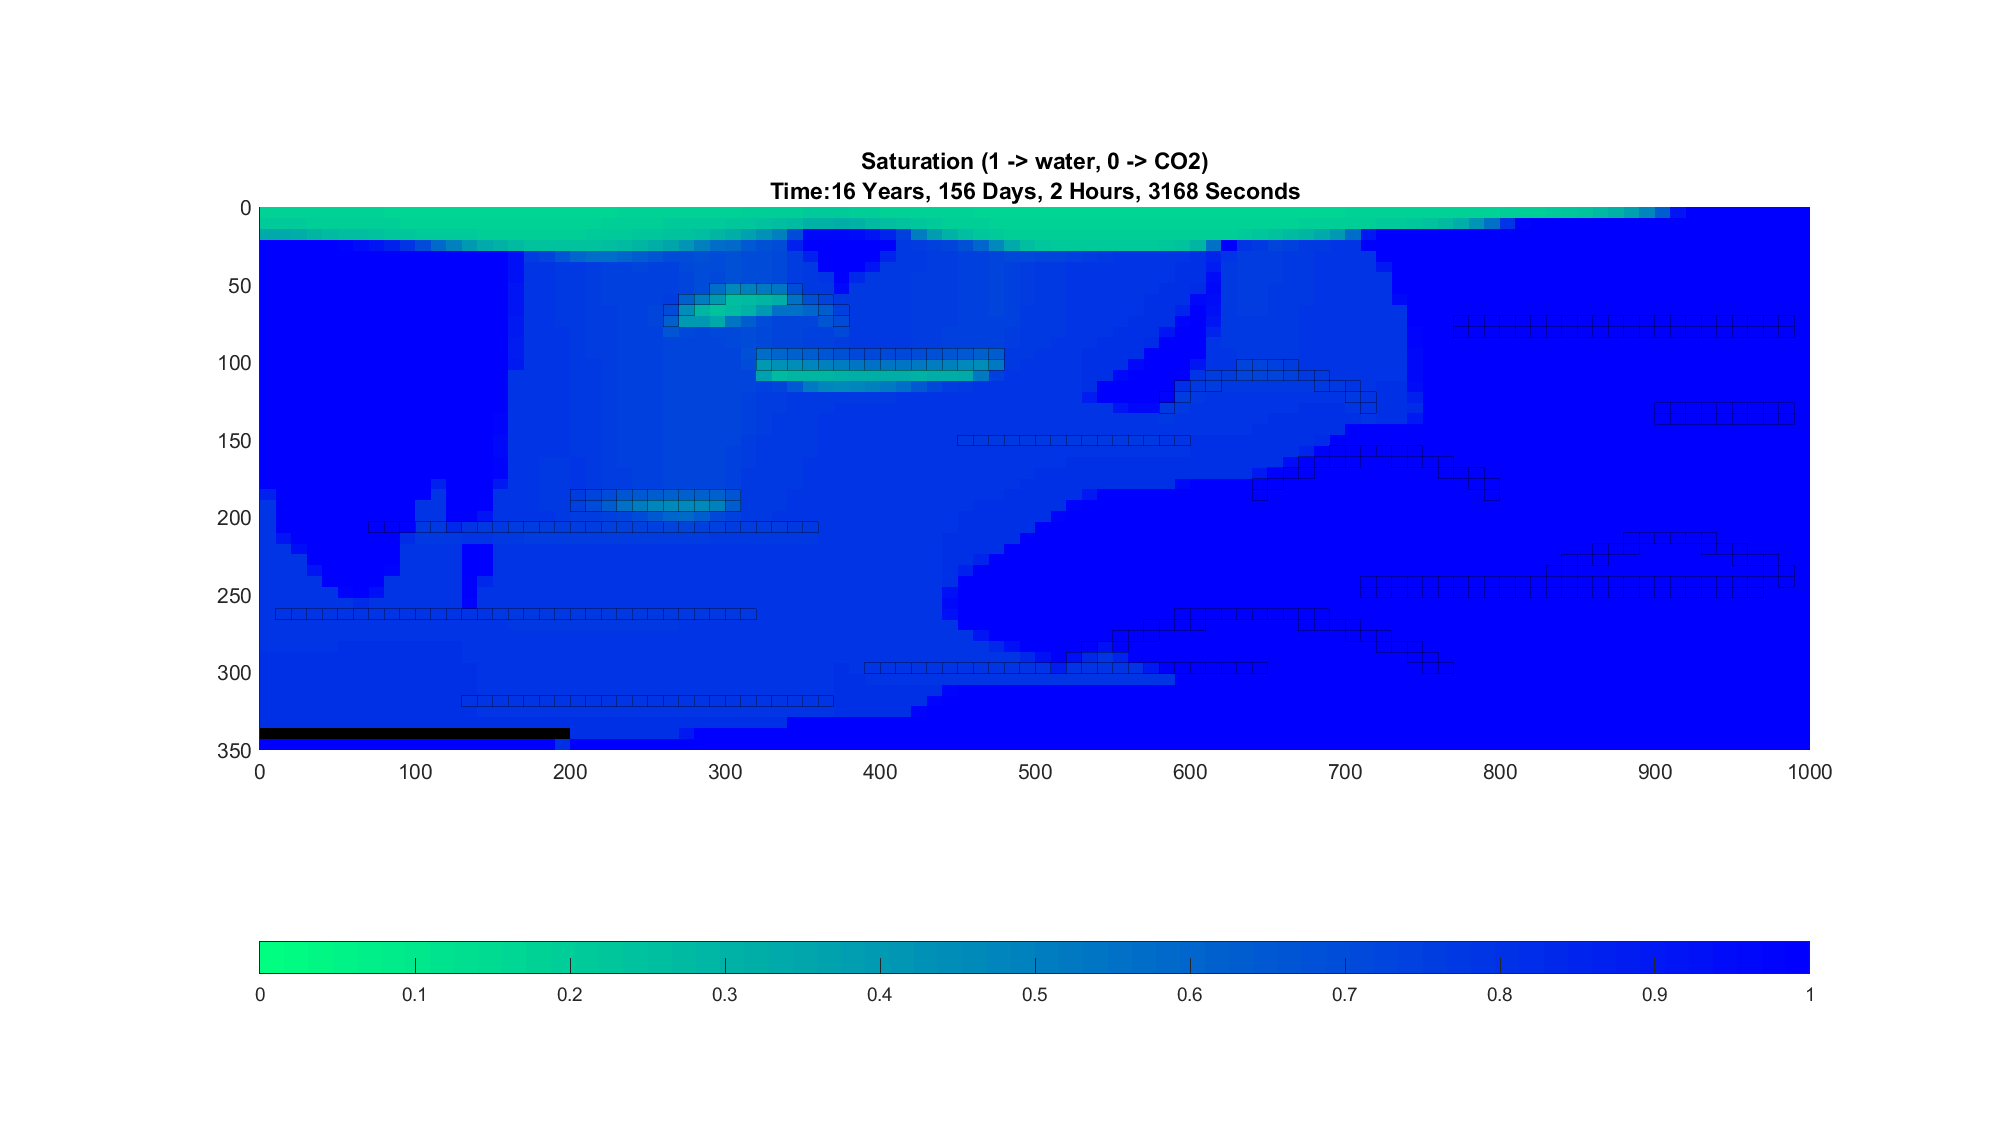 Saturation (1 -> water, 0 -> CO2)
Time:16 Years, 156 Days, 2 Hours, 3168 Seconds
0
50
100
150
200
250
300
350
0 100 200 300 400 500 600 700 800 900 1000
0 0.1 0.2 0.3 0.4 0.5 0.6 0.7 0.8 0.9 1